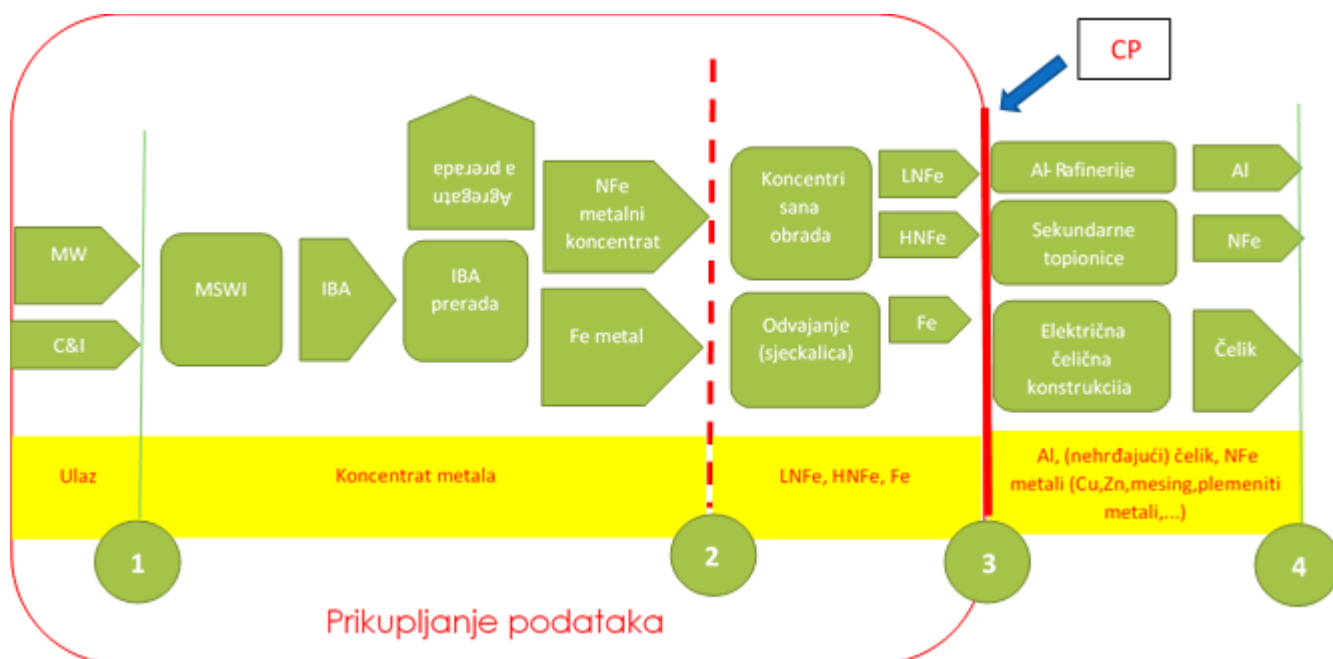 CP
Agregatn
a prerada
NFe
metalni
koncentrat
Koncentri
sana
obrada
LNFe
HNFe
Al- Rafinerije
Al
MW
C&I
MSWI
IBA
IBA
prerada
Fe metal
Odvajanje
(sjeckalica)
Fe
Sekundarne
topionice
NFe
Električna
čelična
konstrukcija
Čelik
Ulaz
Koncentrat metala
LNFe, HNFe, Fe
Al, (nehrđajući) čelik, NFe
metali (Cu,Zn,mesing,plemeniti
metali,...)
1
2
3
4
Prikupljanje podataka